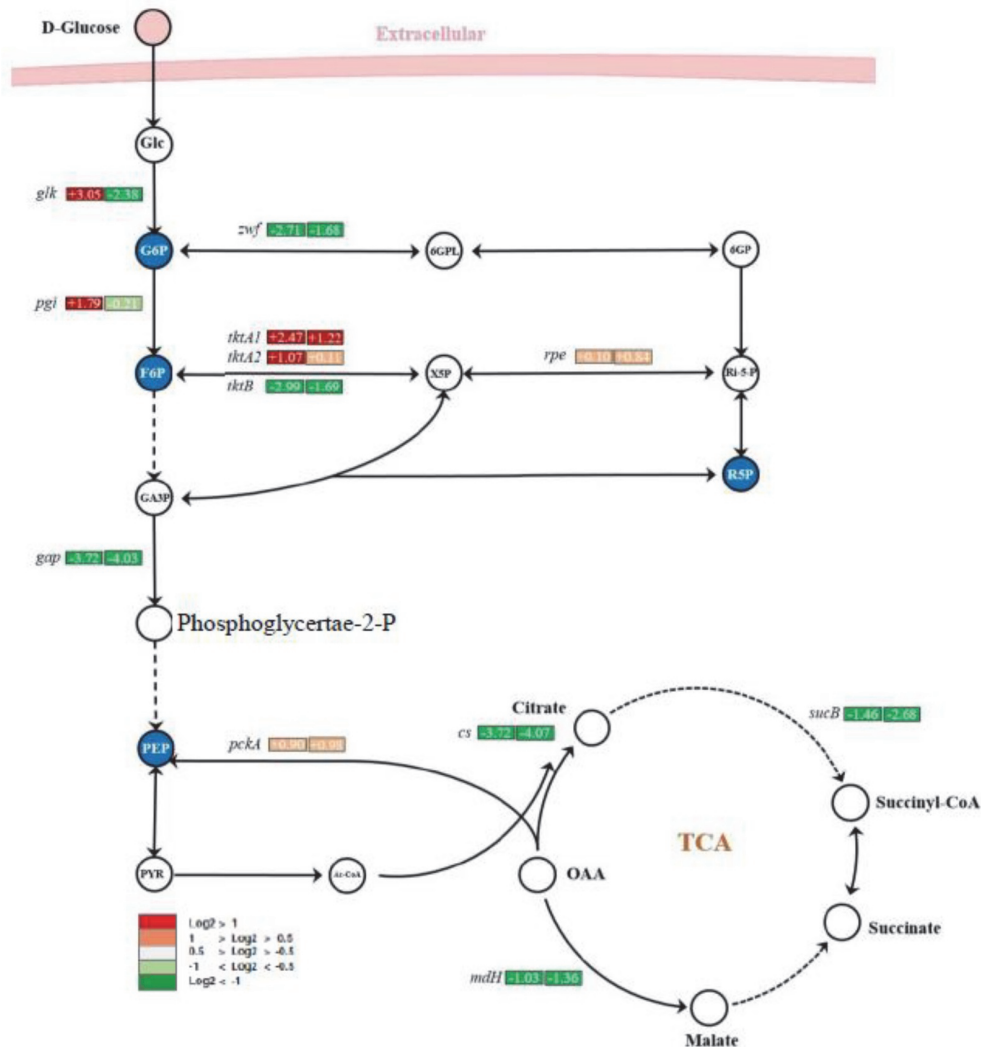 D-Glucose
Extracellular
Glc
glk +3.05 -2.38
zwf -2.71 -1.68
G6P
6GPL
6GP
pgi +1.79 -0.21
tktA1 +2.47 +1.22
tktA2 +1.07 +0.11
rpe +0.10 +0.84
F6P
X5P
Ri-5-P
tktB -2.99 -1.69
R5P
GA3P
gap -3.72 -4.03
Phosphoglycertae-2-P
Citrate
sucB -1.46 -2.68
cs -3.72 -4.07
PEP
pckA +0.90 +0.98
Succinyl-CoA
TCA
PYR
Ac-CoA
OAA
Log2 > 1
1 > Log2 > 0.5
0.5 > Log2 > -0.5
-1 < Log2 < -0.5
Log2 < -1
Succinate
mdH -1.03 -1.36
Malate